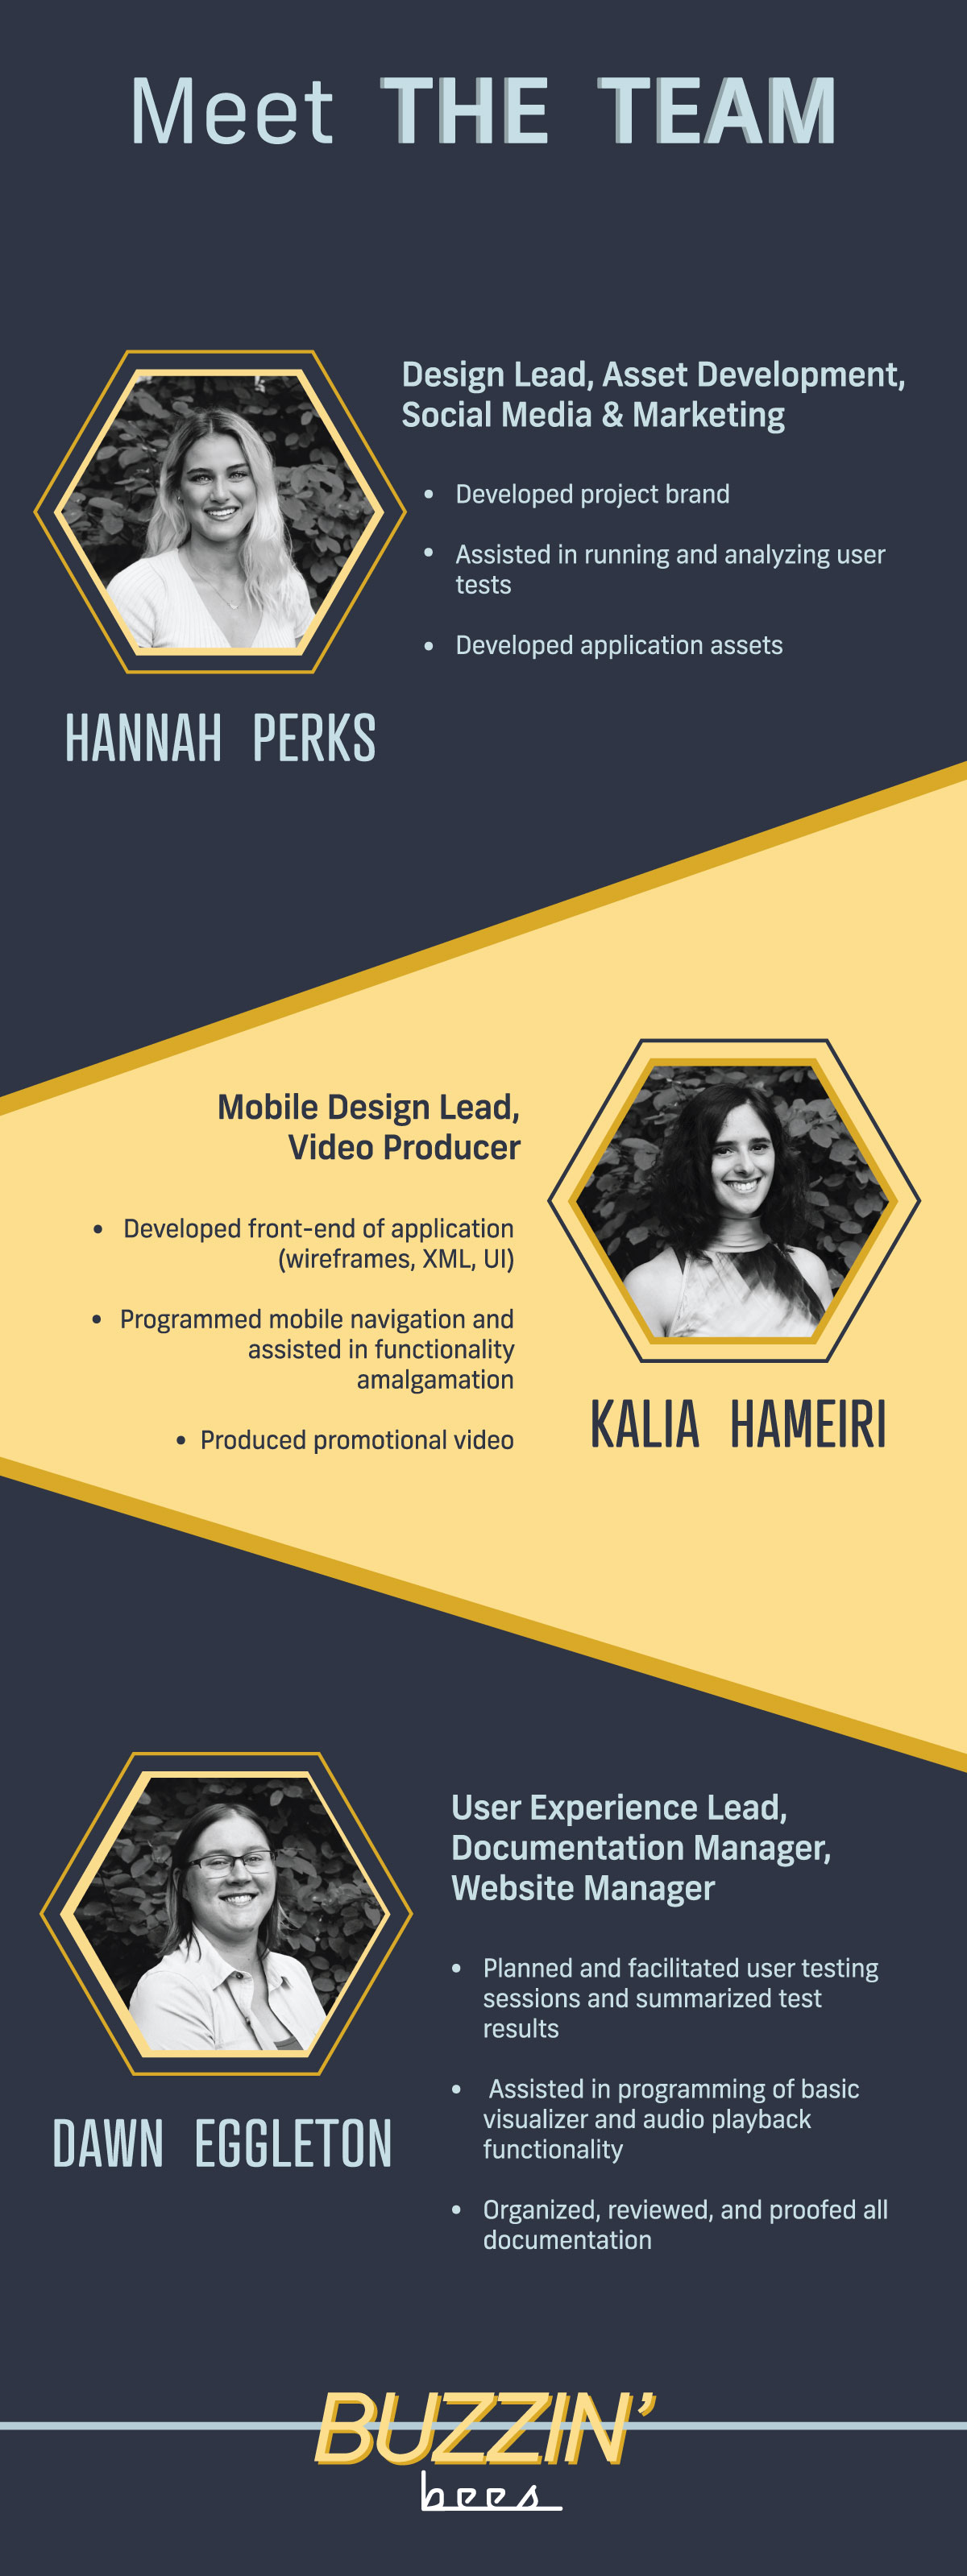 Meet THE TEAM
Design Lead, Asset Development,
Social Media & Marketing
• Developed project brand
• Assisted in running and analyzing user
tests
• Developed application assets
HANNAH PERKS
Mobile Design Lead,
Video Producer
• Developed front-end of application
(wireframes, XML, UI)
• Programmed mobile navigation and
assisted in functionality
amalgamation
• Produced promotional video
KALIA HAMEIRI
User Experience Lead,
Documentation Manager,
Website Manager
• Planned and facilitated user testing
sessions and summarized test
results
• Assisted in programming of basic
visualizer and audio playback
functionality
• Organized, reviewed, and proofed all
documentation
DAWN EGGLETON
BUZZIN’
bees